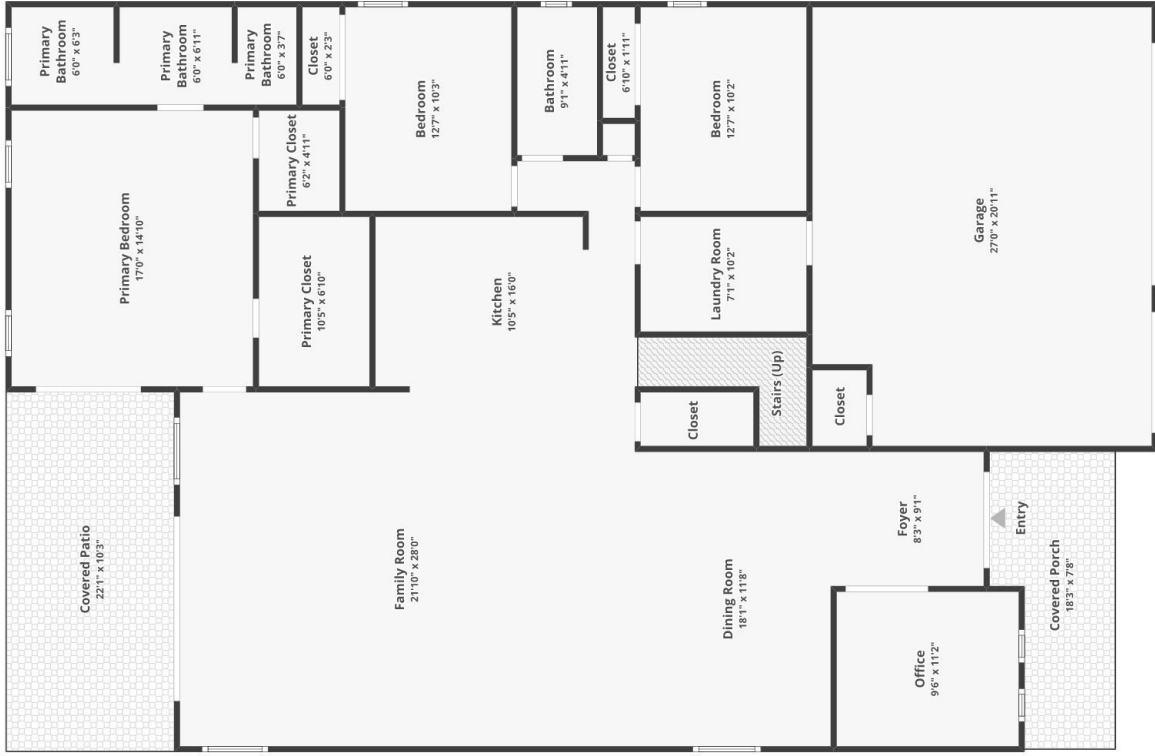 Primary
Bathroom
6'0" x 6'3"
Primary
Bathroom
6'0" x 6'11"
Primary
Bathroom
6'0" x 3'7"
Closet
6'0" x 2'3"
Bedroom
12'7" x 10'3"
Bathroom
9'1" x 4'11"
Closet
6'10" x 1'11"
Bedroom
12'7" x 10'2"
Garage
27'0" x 20'11"
Primary Bedroom
17'0" x 14'10"
Primary Closet
6'2" x 4'11"
Primary Closet
10'5" x 6'10"
Kitchen
10'5" x 16'0"
Laundry Room
7'1" x 10'2"
Stairs (Up)
Closet
Closet
Covered Patio
22'1" x 10'3"
Family Room
21'10" x 28'0"
Dining Room
18'1" x 11'8"
Foyer
8'3" x 9'1"
Entry
Office
9'6" x 11'2"
Covered Porch
18'3" x 7'8"